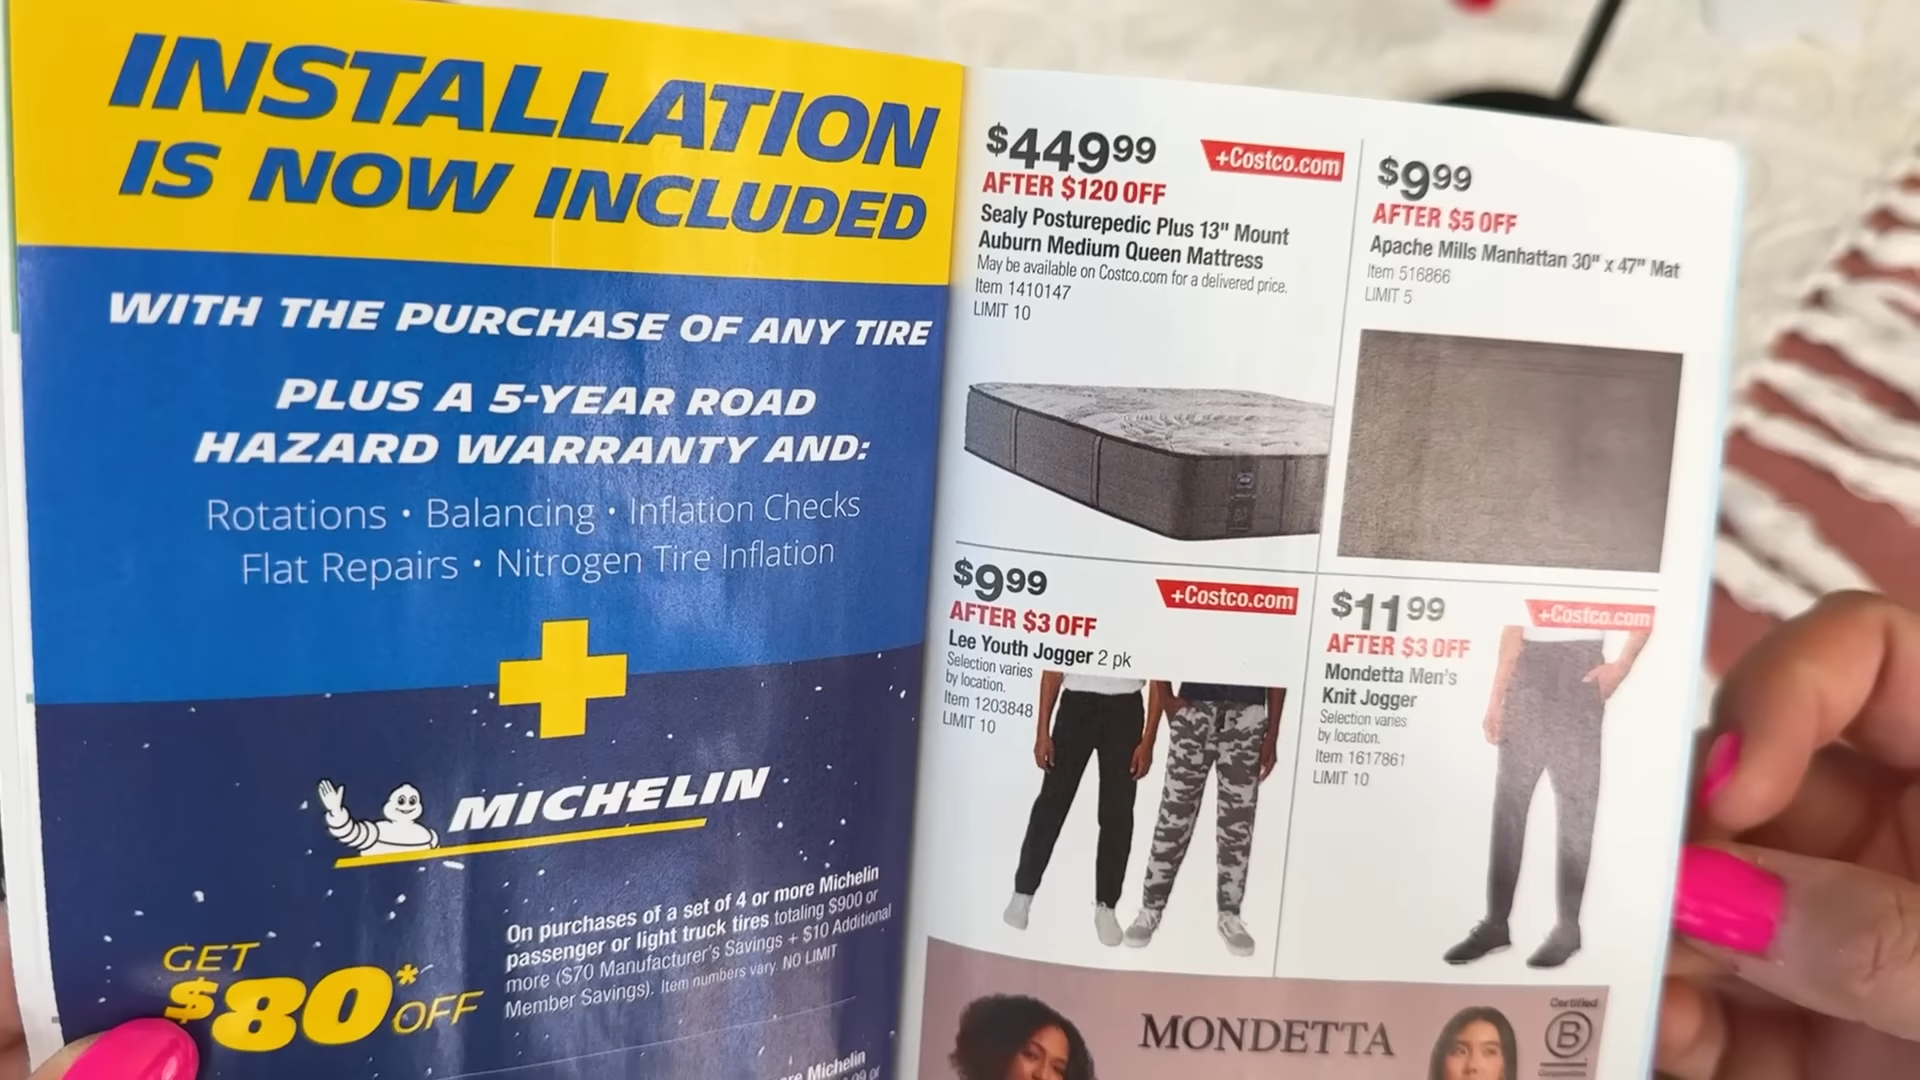 INSTALLATION
IS NOW INCLUDED
WITH THE PURCHASE OF ANY TIRE
PLUS A 5-YEAR ROAD
HAZARD WARRANTY AND:
Rotations • Balancing • Inflation Checks
Flat Repairs • Nitrogen Tire Inflation
MICHELIN
GET
$80*
OFF
On purchases of a set of 4 or more Michelin
passenger or light truck tires totaling $900 or
more ($70 Manufacturer's Savings + $10 Additional
Member Savings). Item numbers vary. NO LIMIT
Michelin
$449 99
+Costco.com
AFTER $120 OFF
Sealy Posturepedic Plus 13" Mount
Auburn Medium Queen Mattress
May be available on Costco.com for a delivered price.
Item 1410147
LIMIT 10
$9 99
AFTER $5 OFF
Apache Mills Manhattan 30" x 47" Mat
Item 516866
LIMIT 5
$9 99
+Costco.com
AFTER $3 OFF
Lee Youth Jogger 2 pk
Selection varies
by location.
Item 1203848
LIMIT 10
$11 99
+Costco.com
AFTER $3 OFF
Mondetta Men's
Knit Jogger
Selection varies
by location.
Item 1617861
LIMIT 10
MONDETTA
Certified
B
Corporation